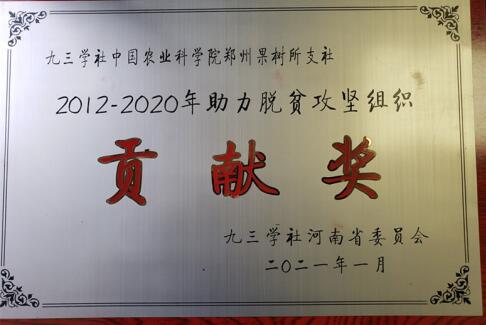 九三学社中国农业科学院郑州果树所支社
2012-2020年助力脱贫攻坚组织
贡献奖
九三学社河南省委员会
二〇二一年一月